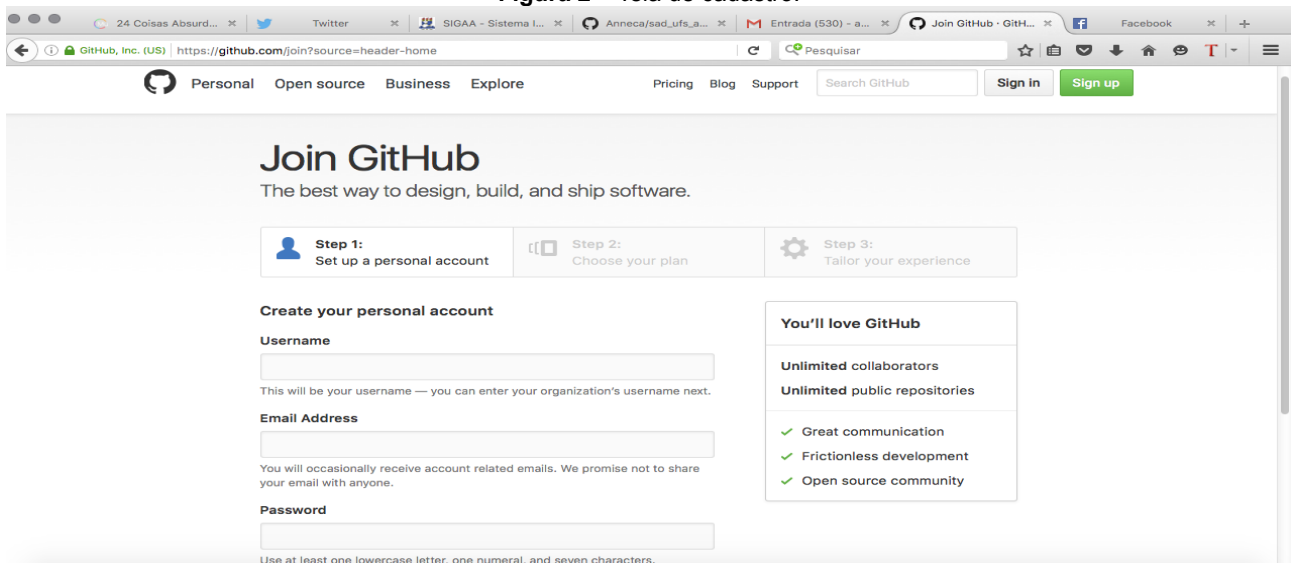 Figura 2 – Tela de cadastro.
24 Coisas Absurd...
Twitter
SIGAA - Sistema I...
Anneca/sad_ufs_a...
Entrada (530) - a...
Join GitHub · GitH...
Facebook
GitHub, Inc. (US) https://github.com/join?source=header-home
Pesquisar
Personal Open source Business Explore Pricing Blog Support Search GitHub Sign in Sign up
Join GitHub
The best way to design, build, and ship software.
Step 1:
Set up a personal account
Step 2:
Choose your plan
Step 3:
Tailor your experience
Create your personal account
Username
This will be your username — you can enter your organization's username next.
Email Address
You will occasionally receive account related emails. We promise not to share
your email with anyone.
Password
Use at least one lowercase letter, one numeral, and seven characters.
You'll love GitHub
Unlimited collaborators
Unlimited public repositories
Great communication
Frictionless development
Open source community